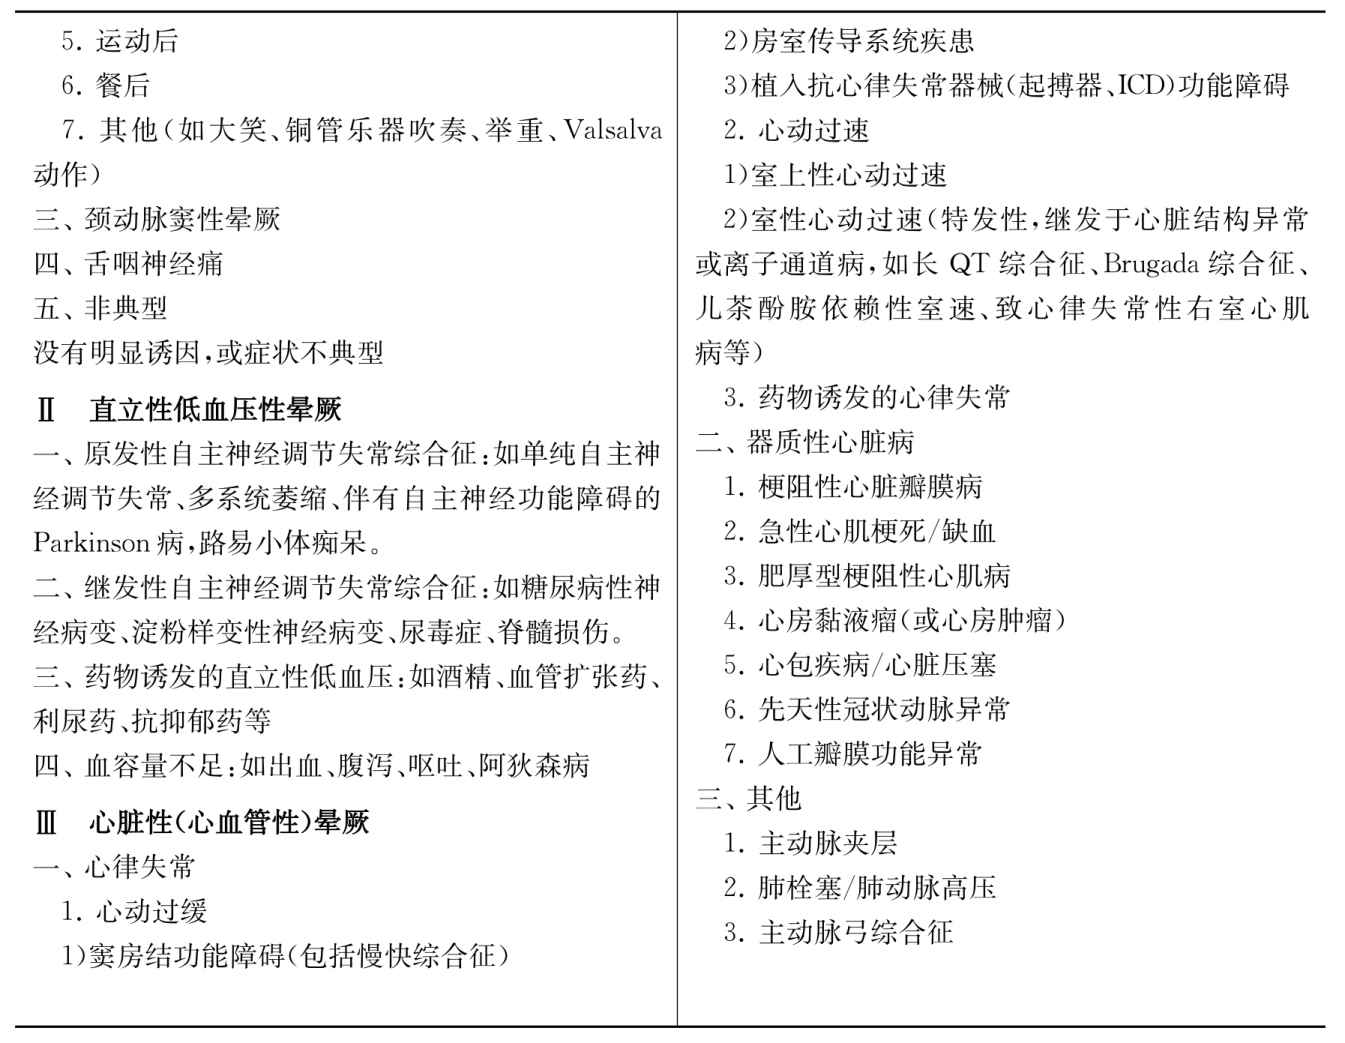 5. 运动后
6. 餐后
7. 其他(如大笑、铜管乐器吹奏、举重、Valsalva
动作)
三、颈动脉窦性晕厥
四、舌咽神经痛
五、非典型
没有明显诱因,或症状不典型
Ⅱ 直立性低血压性晕厥
一、原发性自主神经调节失常综合征:如单纯自主神
经调节失常、多系统萎缩、伴有自主神经功能障碍的
Parkinson 病,路易小体痴呆。
二、继发性自主神经调节失常综合征:如糖尿病性神
经病变、淀粉样变性神经病变、尿毒症、脊髓损伤。
三、药物诱发的直立性低血压:如酒精、血管扩张药、
利尿药、抗抑郁药等
四、血容量不足:如出血、腹泻、呕吐、阿狄森病
Ⅲ 心脏性(心血管性)晕厥
一、心律失常
1. 心动过缓
1)窦房结功能障碍(包括慢快综合征)
2)房室传导系统疾患
3)植入抗心律失常器械(起搏器、ICD)功能障碍
2. 心动过速
1)室上性心动过速
2)室性心动过速(特发性,继发于心脏结构异常
或离子通道病,如长 QT 综合征、Brugada 综合征、
儿茶酚胺依赖性室速、致心律失常性右室心肌
病等)
3. 药物诱发的心律失常
二、器质性心脏病
1. 梗阻性心脏瓣膜病
2. 急性心肌梗死/缺血
3. 肥厚型梗阻性心肌病
4. 心房黏液瘤(或心房肿瘤)
5. 心包疾病/心脏压塞
6. 先天性冠状动脉异常
7. 人工瓣膜功能异常
三、其他
1. 主动脉夹层
2. 肺栓塞/肺动脉高压
3. 主动脉弓综合征